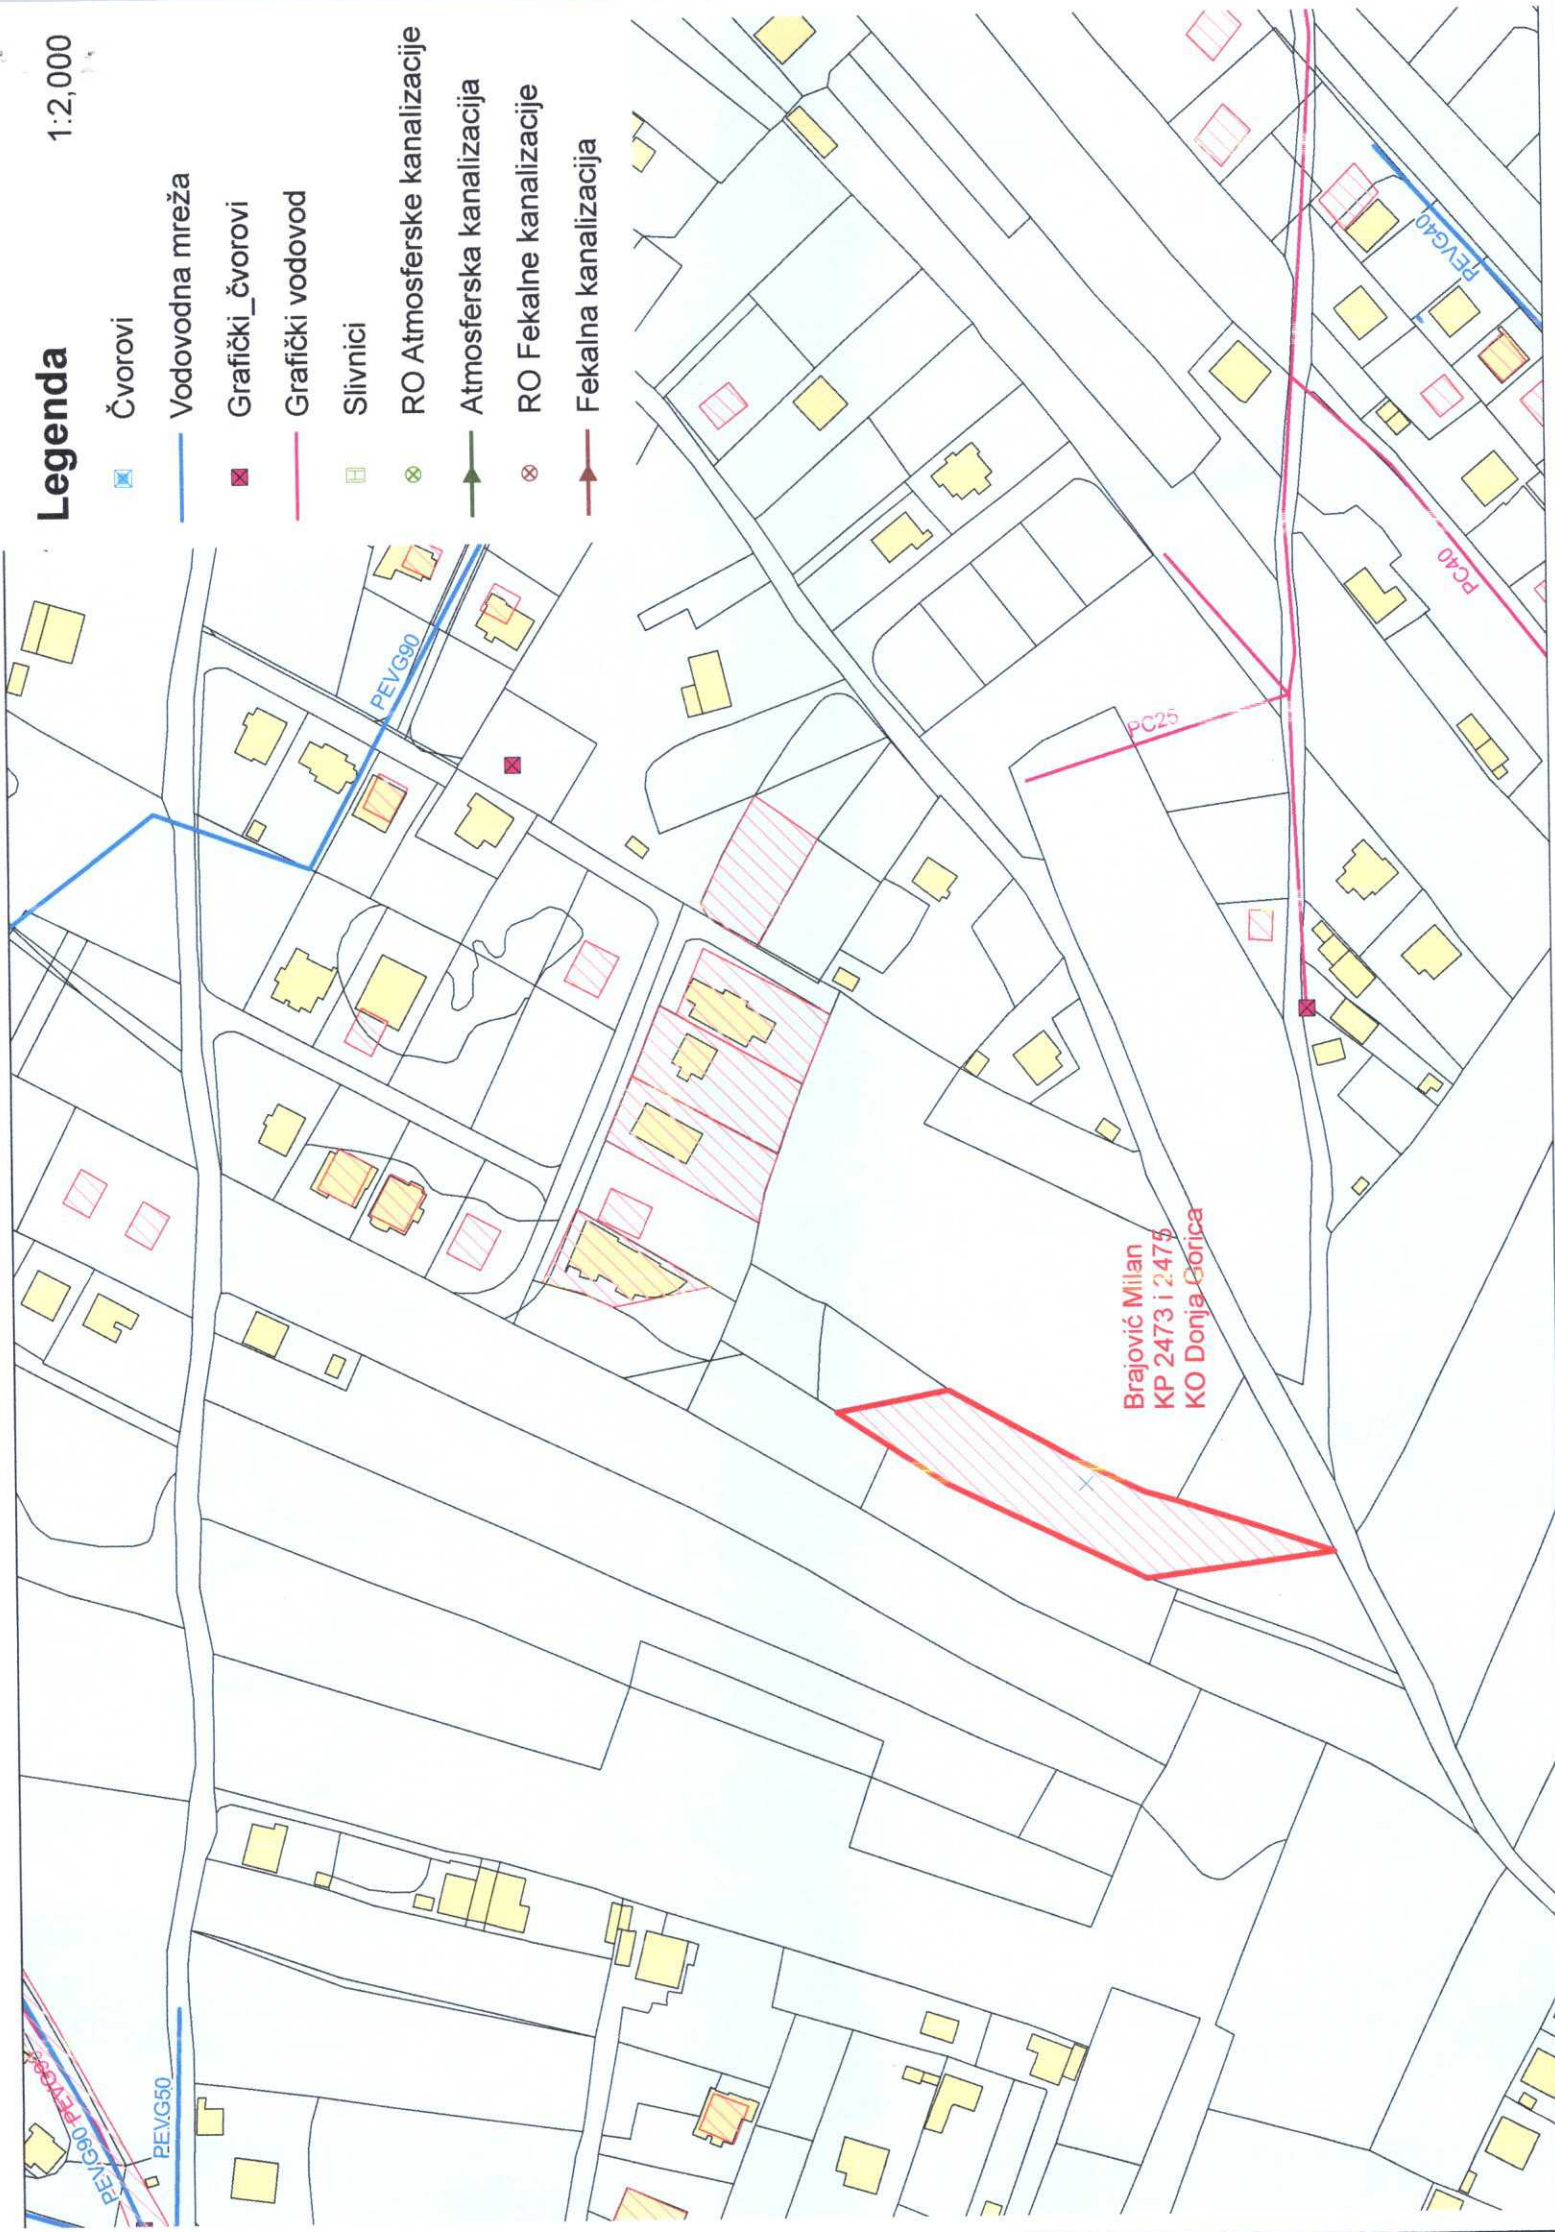 Legenda
1:2,000
Čvorovi
Vodovodna mreža
Grafički_čvorovi
Grafički vodovod
Slivnici
RO Atmosferske kanalizacije
Atmosferska kanalizacija
RO Fekalne kanalizacije
Fekalna kanalizacija
PEVG90
PEVG40
PC40
PC25
Brajović Milan
KP 2473 i 2475
KO Donja Gorica
PEVG50
PEVG90